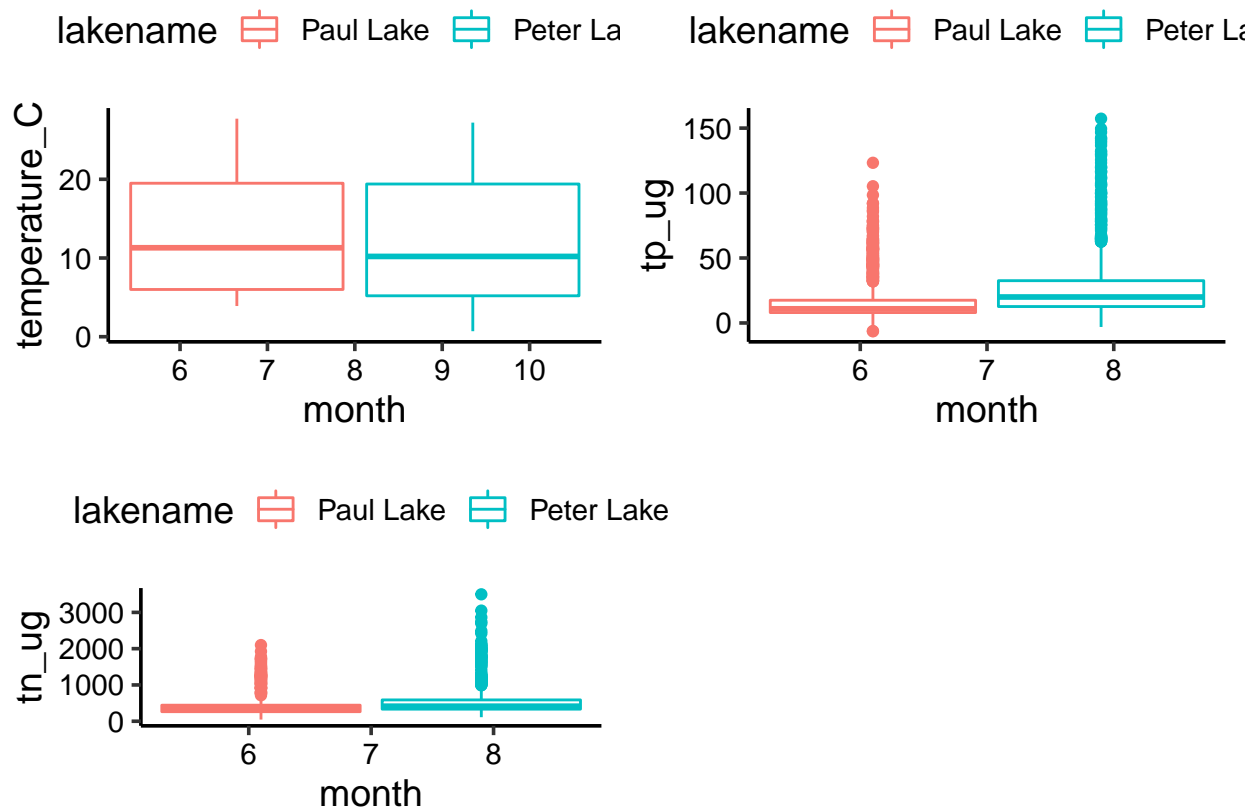 lakename Paul Lake Peter La
temperature_C
20
10
0
6 7 8 9 10
month
lakename Paul Lake Peter La
tp_ug
150
100
50
0
6 7 8
month
lakename Paul Lake Peter Lake
tn_ug
3000
2000
1000
0
6 7 8
month